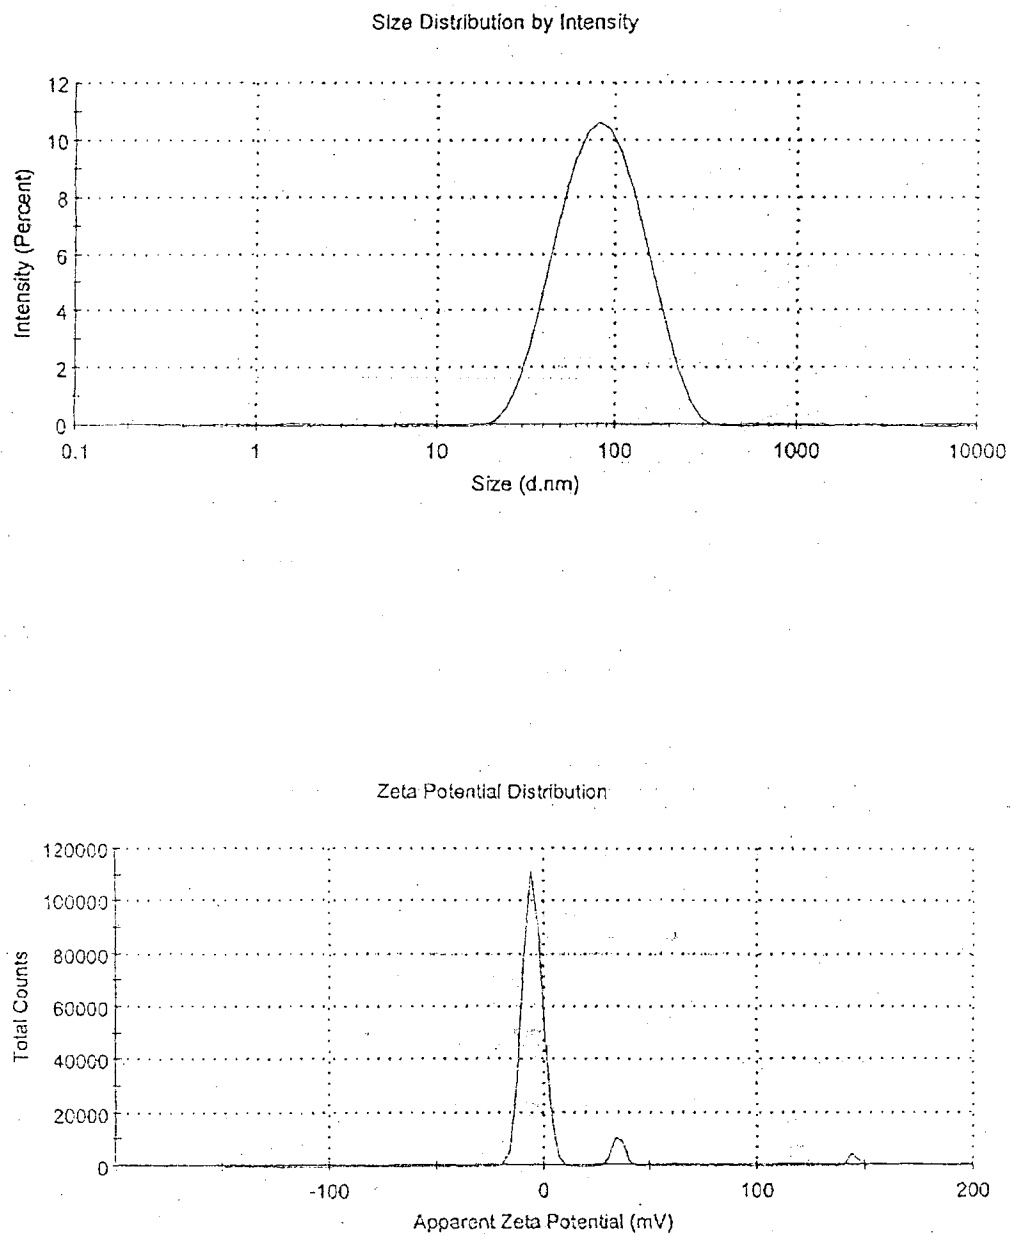 Size Distribution by Intensity
12
10
8
6
4
2
0
Intensity (Percent)
0.1 1 10 100 1000 10000
Size (d.nm)
Zeta Potential Distribution
120000
100000
80000
60000
40000
20000
0
Total Counts
-100 0 100 200
Apparent Zeta Potential (mV)